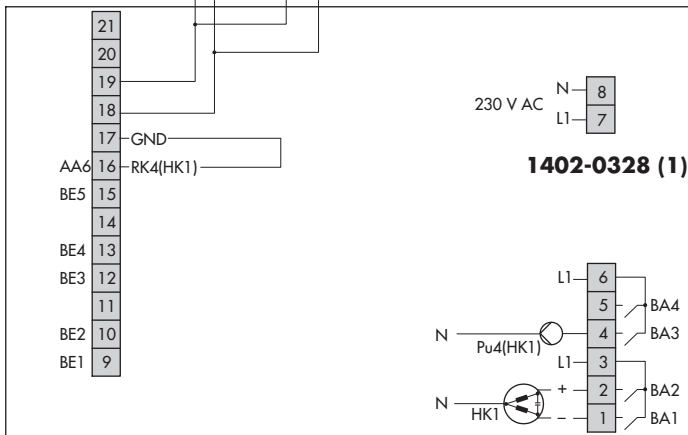 21
20
19
18
17 GND
AA6 16 RK4(HK1)
BE5 15
14
BE4 13
BE3 12
11
BE2 10
BE1 9
230 V AC
N 8
L1 7
1402-0328 (1)
L1 6
5 BA4
N Pu4(HK1) 4 BA3
L1 3
+ 2 BA2
N HK1 – 1 BA1